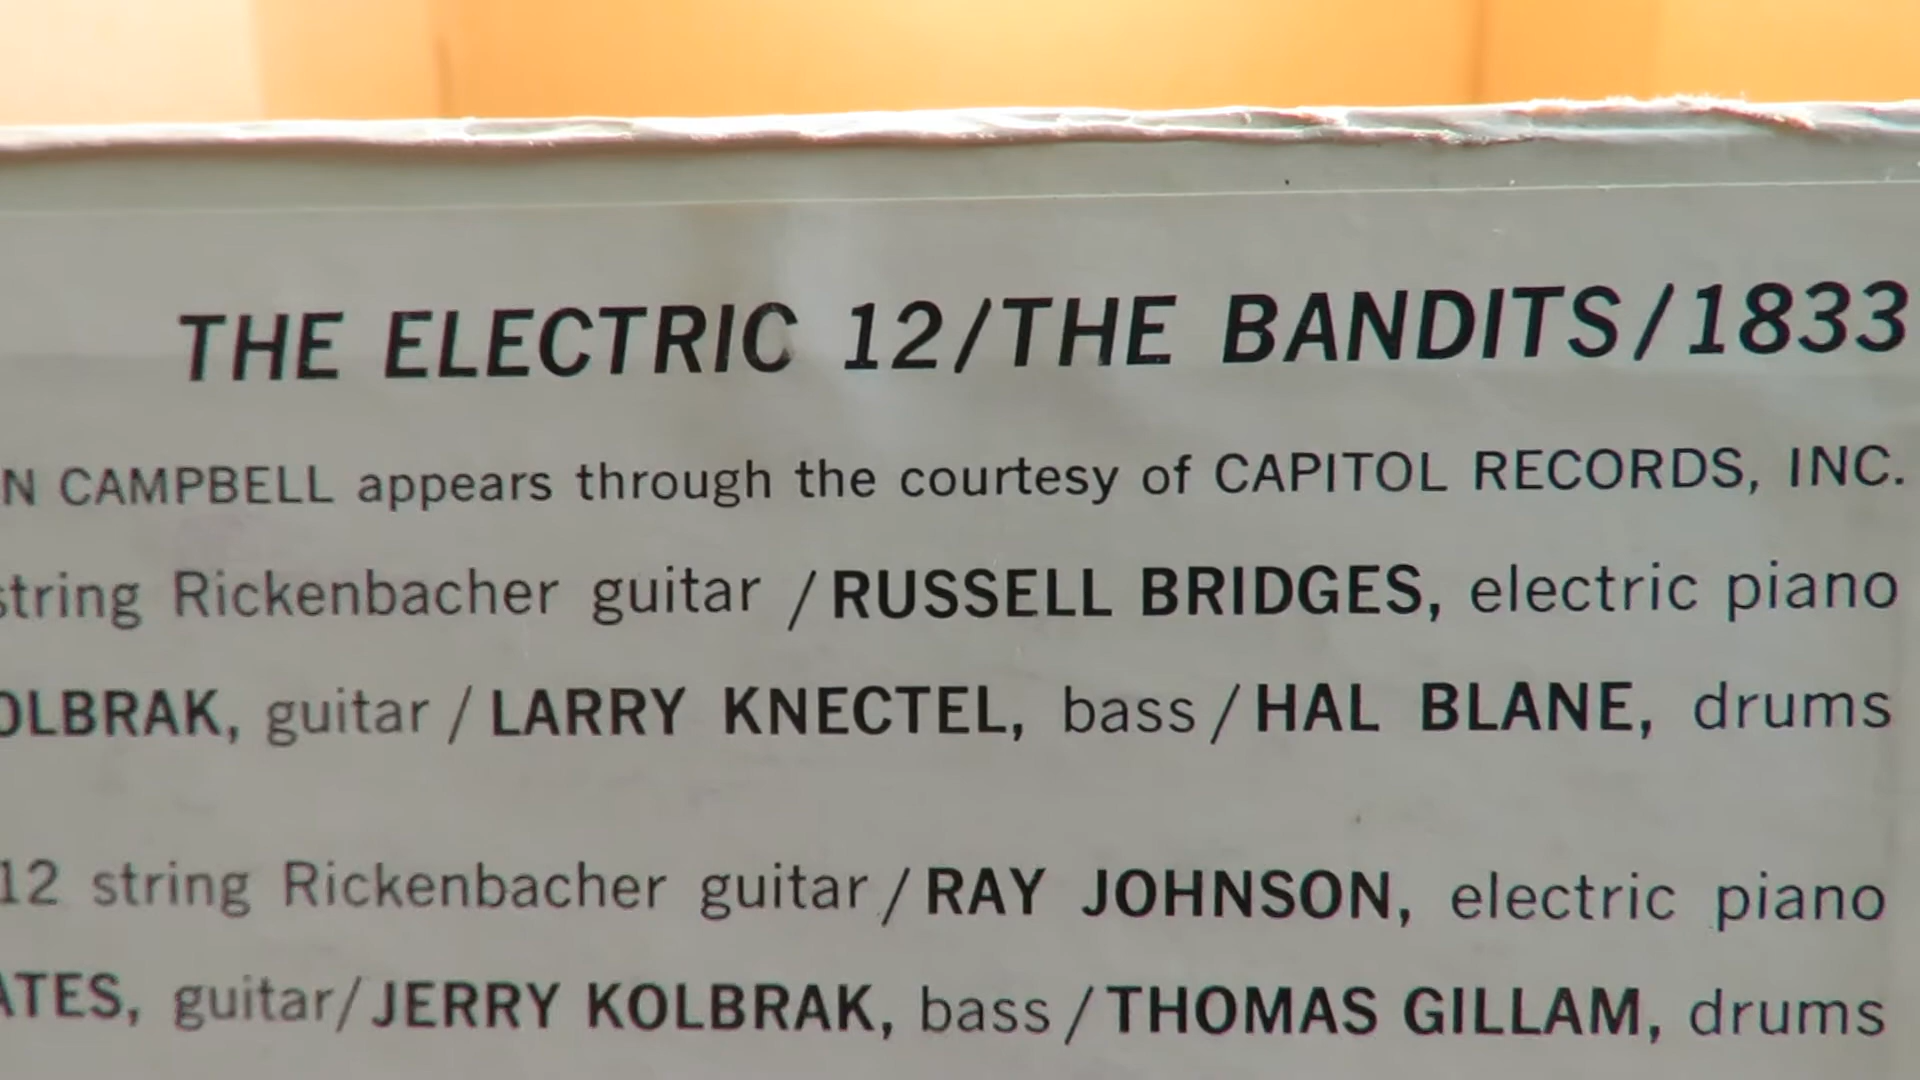 THE ELECTRIC 12/THE BANDITS/1833
N CAMPBELL appears through the courtesy of CAPITOL RECORDS, INC.
string Rickenbacher guitar / RUSSELL BRIDGES, electric piano
OLBRAK, guitar / LARRY KNECTEL, bass / HAL BLANE, drums
12 string Rickenbacher guitar / RAY JOHNSON, electric piano
ATES, guitar/JERRY KOLBRAK, bass / THOMAS GILLAM, drums